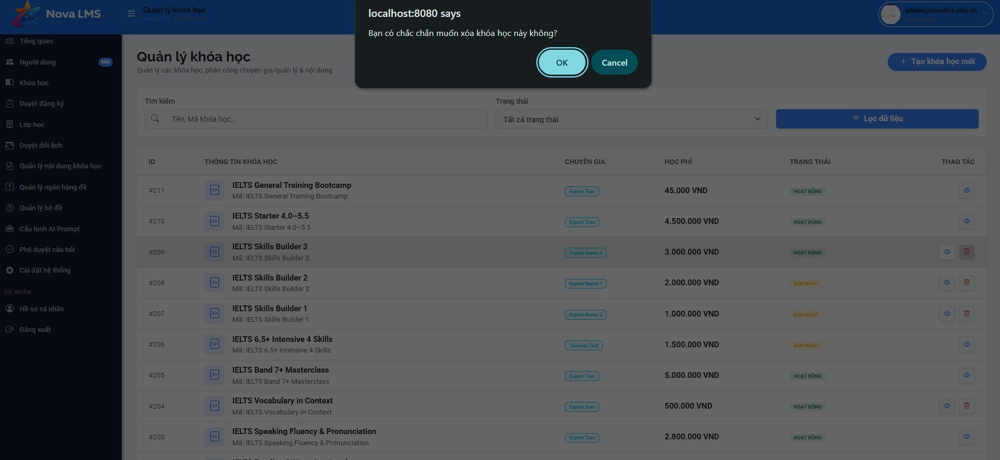 Nova LMS
Quản lý khóa học
Nova LMS / Khóa học
localhost:8080 says
Bạn có chắc chắn muốn xóa khóa học này không?
OK
Cancel
admin@novalms.edu.vn
Quản trị viên
Tổng quan
Người dùng
Mới
Khóa học
Duyệt đăng ký
Lớp học
Duyệt đổi lịch
Quản lý nội dung khóa học
Quản lý ngân hàng đề
Quản lý bộ đề
Cấu hình AI Prompt
Phê duyệt câu hỏi
Cài đặt hệ thống
CÁ NHÂN
Hồ sơ cá nhân
Đăng xuất
Quản lý khóa học
Quản lý các khóa học, phân công chuyên gia/quản lý & nội dung.
Tạo khóa học mới
Tìm kiếm
Tên, Mã khóa học...
Trạng thái
Tất cả trạng thái
Lọc dữ liệu
ID THÔNG TIN KHÓA HỌC CHUYÊN GIA HỌC PHÍ TRẠNG THÁI THAO TÁC
#211 IELTS General Training Bootcamp Expert Tran 45.000 VND HOẠT ĐỘNG
Mã: IELTS General Training Bootcamp
#210 IELTS Starter 4.0–5.5 Expert Tran 4.500.000 VND HOẠT ĐỘNG
Mã: IELTS Starter 4.0–5.5
#209 IELTS Skills Builder 3 Expert Name 2 3.000.000 VND HOẠT ĐỘNG
Mã: IELTS Skills Builder 3
#208 IELTS Skills Builder 2 Expert Name 1 2.000.000 VND BẢN NHÁP
Mã: IELTS Skills Builder 2
#207 IELTS Skills Builder 1 Expert Name 2 1.000.000 VND BẢN NHÁP
Mã: IELTS Skills Builder 1
#206 IELTS 6.5+ Intensive 4 Skills Teacher Test 1.500.000 VND BẢN NHÁP
Mã: IELTS 6.5+ Intensive 4 Skills
#205 IELTS Band 7+ Masterclass Expert Tran 5.000.000 VND HOẠT ĐỘNG
Mã: IELTS Band 7+ Masterclass
#204 IELTS Vocabulary in Context Expert Tran 500.000 VND HOẠT ĐỘNG
Mã: IELTS Vocabulary in Context
#203 IELTS Speaking Fluency & Pronunciation Expert Tran 2.800.000 VND HOẠT ĐỘNG
Mã: IELTS Speaking Fluency & Pronunciation